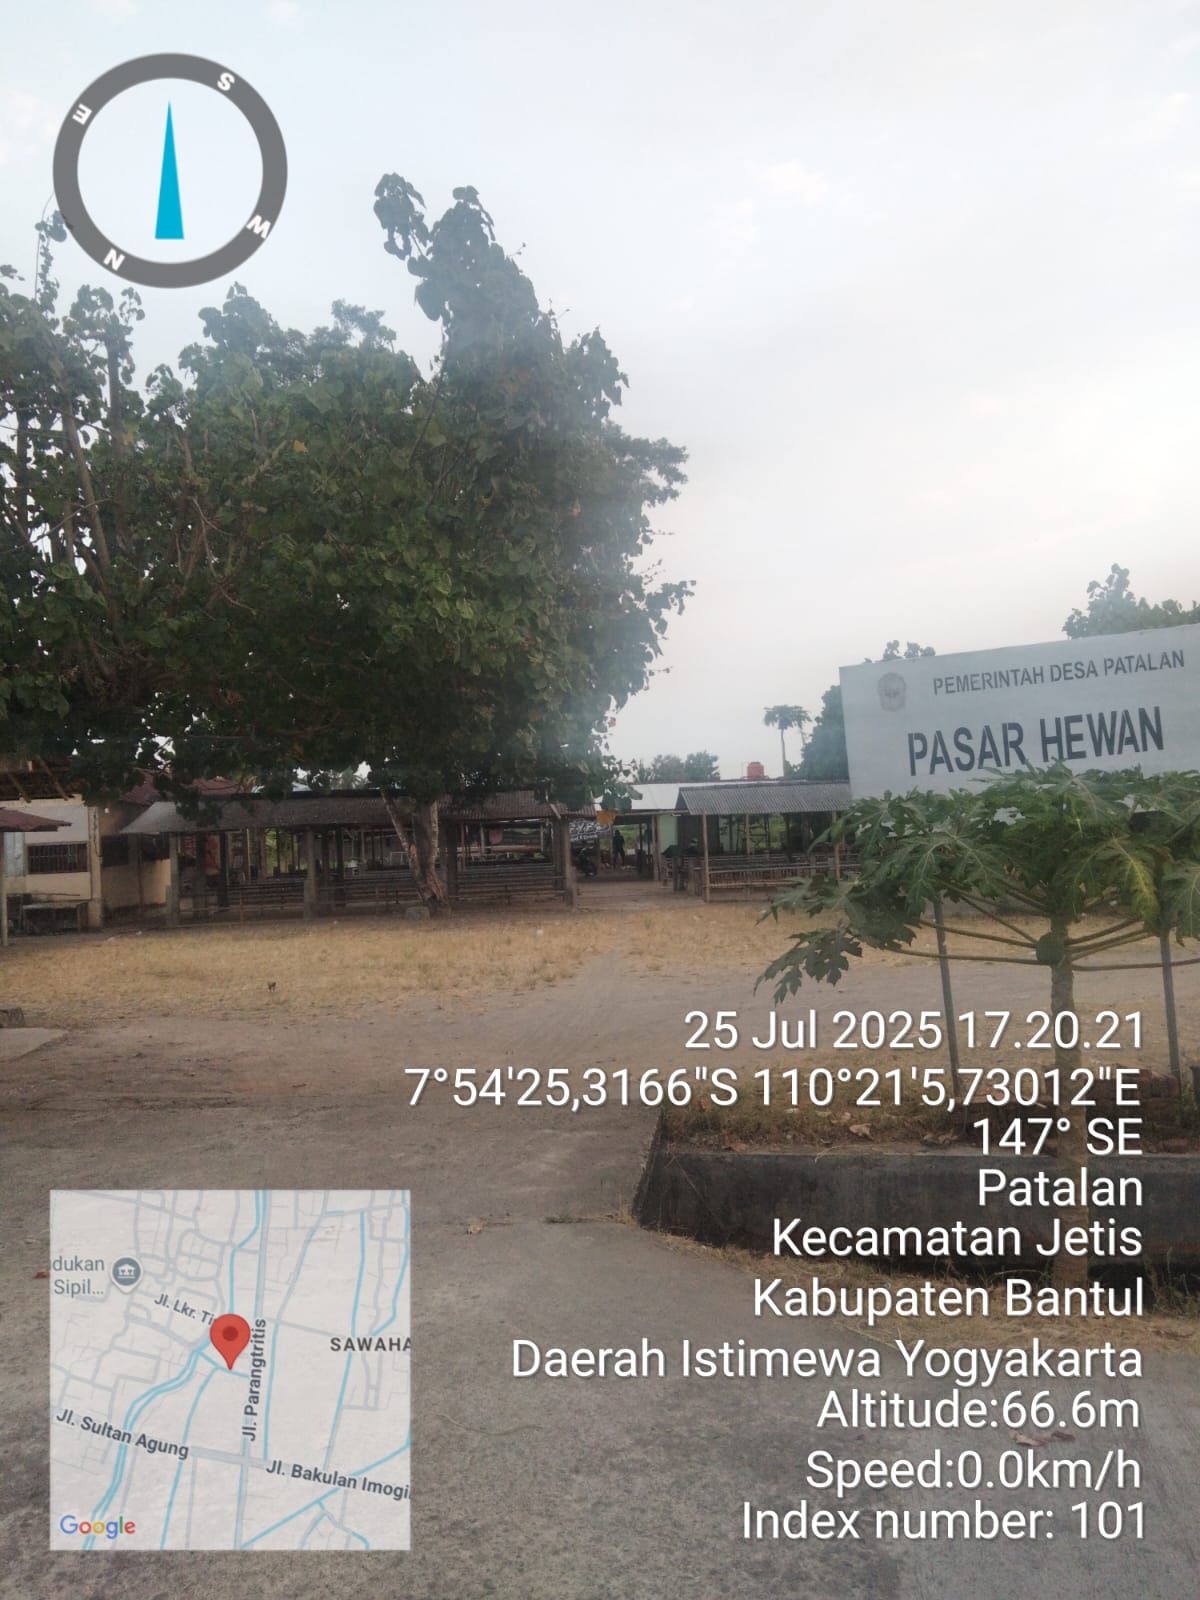 S
E
W
N
PEMERINTAH DESA PATALAN
PASAR HEWAN
25 Jul 2025 17.20.21
7°54'25,3166"S 110°21'5,73012"E
147° SE
Patalan
Kecamatan Jetis
Kabupaten Bantul
Daerah Istimewa Yogyakarta
Altitude:66.6m
Speed:0.0km/h
Index number: 101
dukan
Sipil...
Jl. Lkr. Ti
Jl. Parangtritis
SAWAHA
Jl. Sultan Agung
Jl. Bakulan Imogi
Google